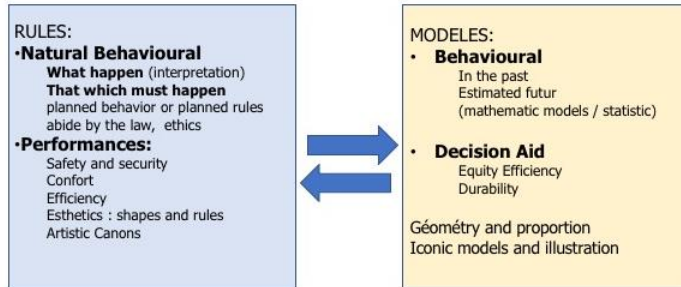 RULES:
•Natural Behavioural
What happen (interpretation)
That which must happen
planned behavior or planned rules
abide by the law, ethics
•Performances:
Safety and security
Confort
Efficiency
Esthetics : shapes and rules
Artistic Canons
MODELES:
• Behavioural
In the past
Estimated futur
(mathematic models / statistic)
• Decision Aid
Equity Efficiency
Durability
Géométry and proportion
Iconic models and illustration